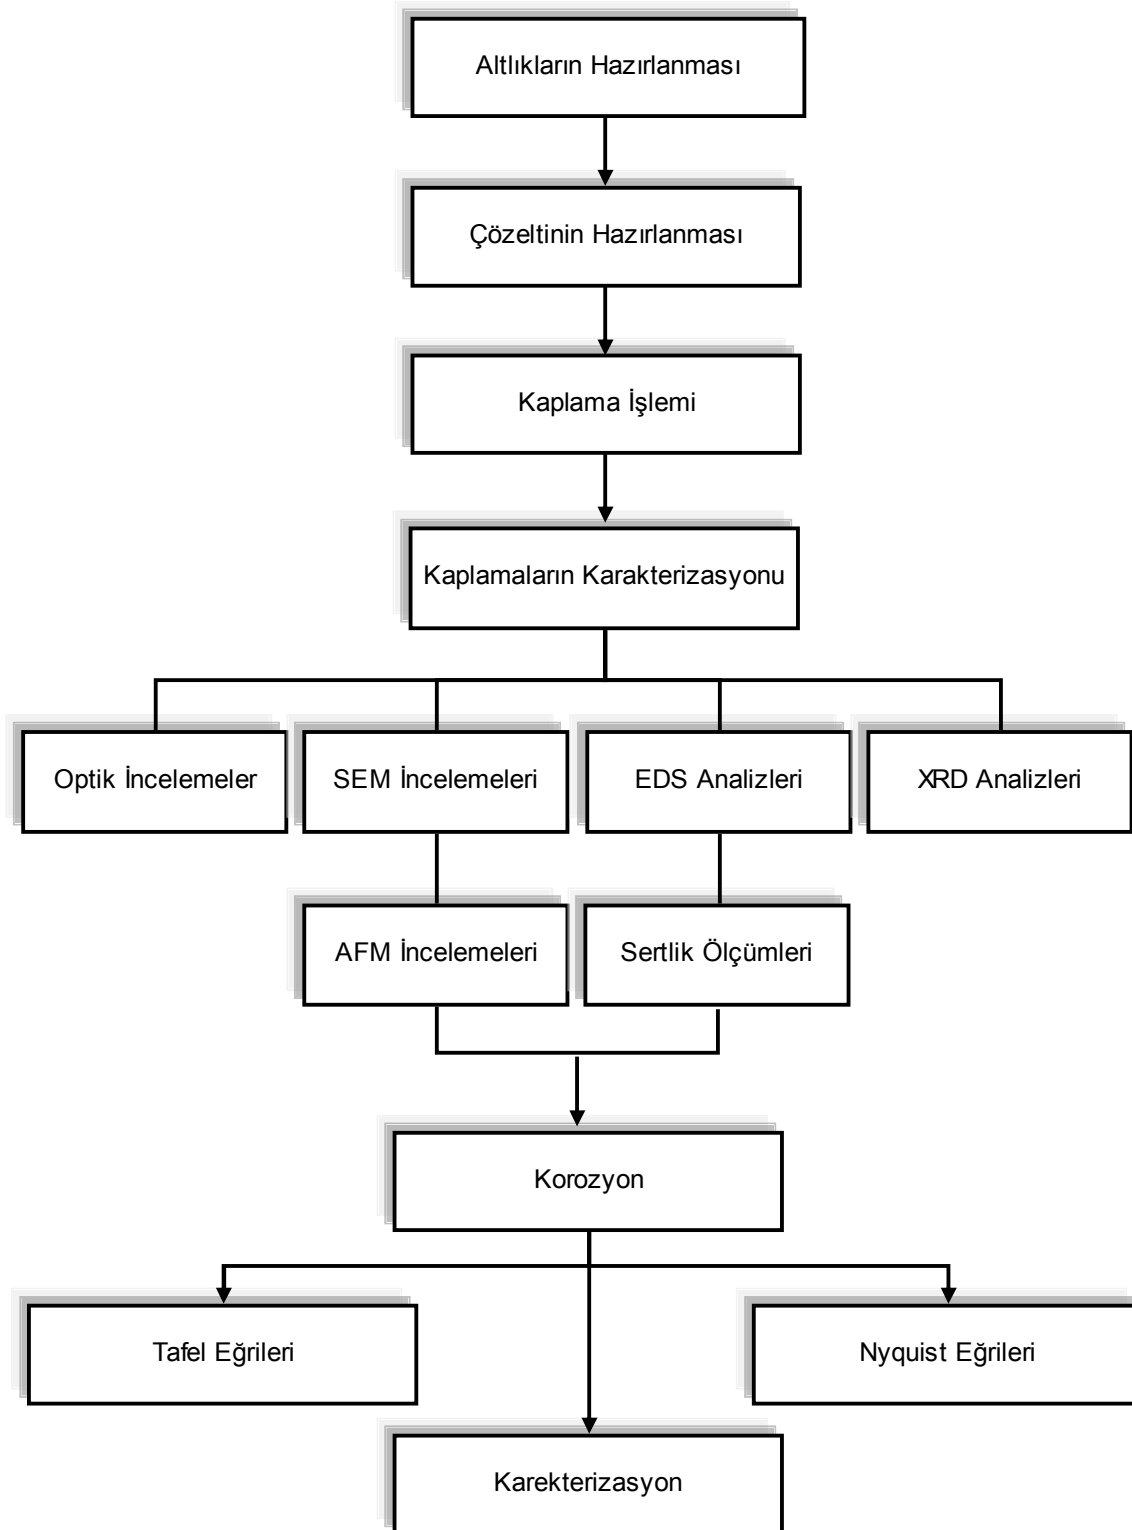 Altlıkların Hazırlanması
Çözeltinin Hazırlanması
Kaplama İşlemi
Kaplamaların Karakterizasyonu
Optik İncelemeler
SEM İncelemeleri
EDS Analizleri
XRD Analizleri
AFM İncelemeleri
Sertlik Ölçümleri
Korozyon
Tafel Eğrileri
Nyquist Eğrileri
Karekterizasyon